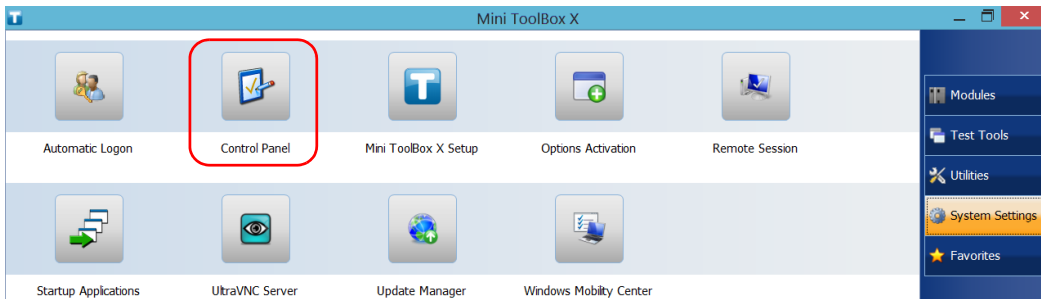 Mini ToolBox X
Automatic Logon
Control Panel
Mini ToolBox X Setup
Options Activation
Remote Session
Startup Applications
UltraVNC Server
Update Manager
Windows Mobility Center
Modules
Test Tools
Utilities
System Settings
Favorites